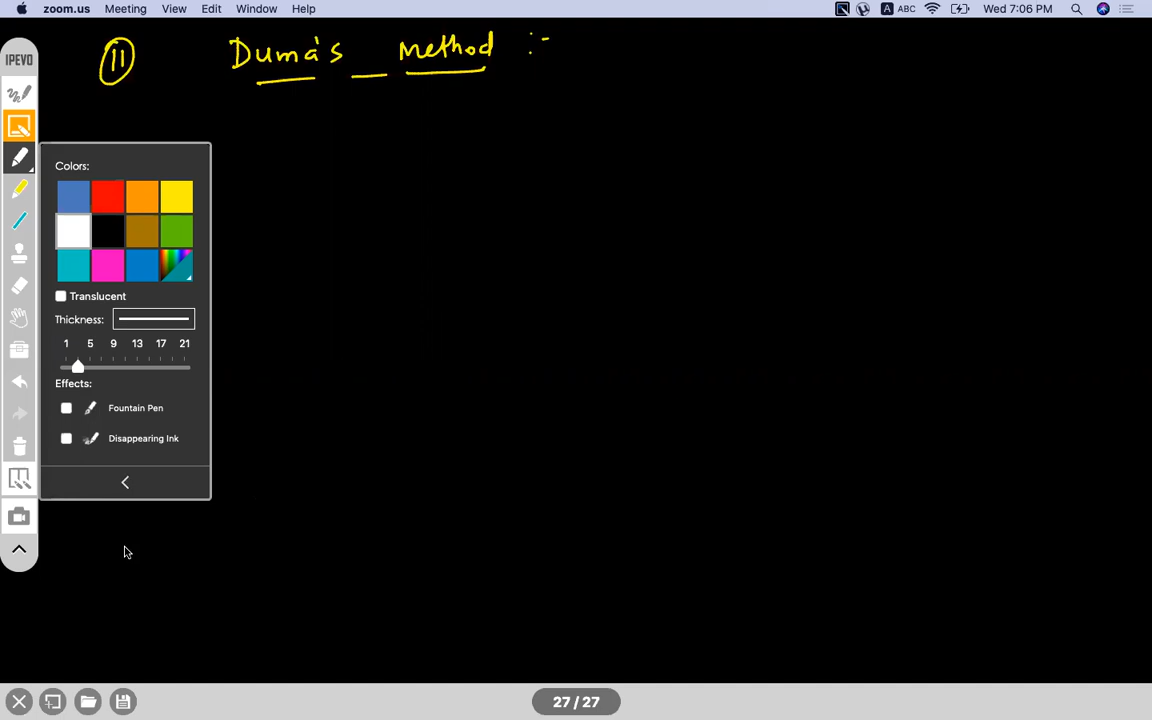 zoom.us Meeting View Edit Window Help A ABC Wed 7:06 PM
IPEVO
11 Duma's _ Method :-
Colors:
Translucent
Thickness:
1 5 9 13 17 21
Effects:
Fountain Pen
Disappearing Ink
27 / 27